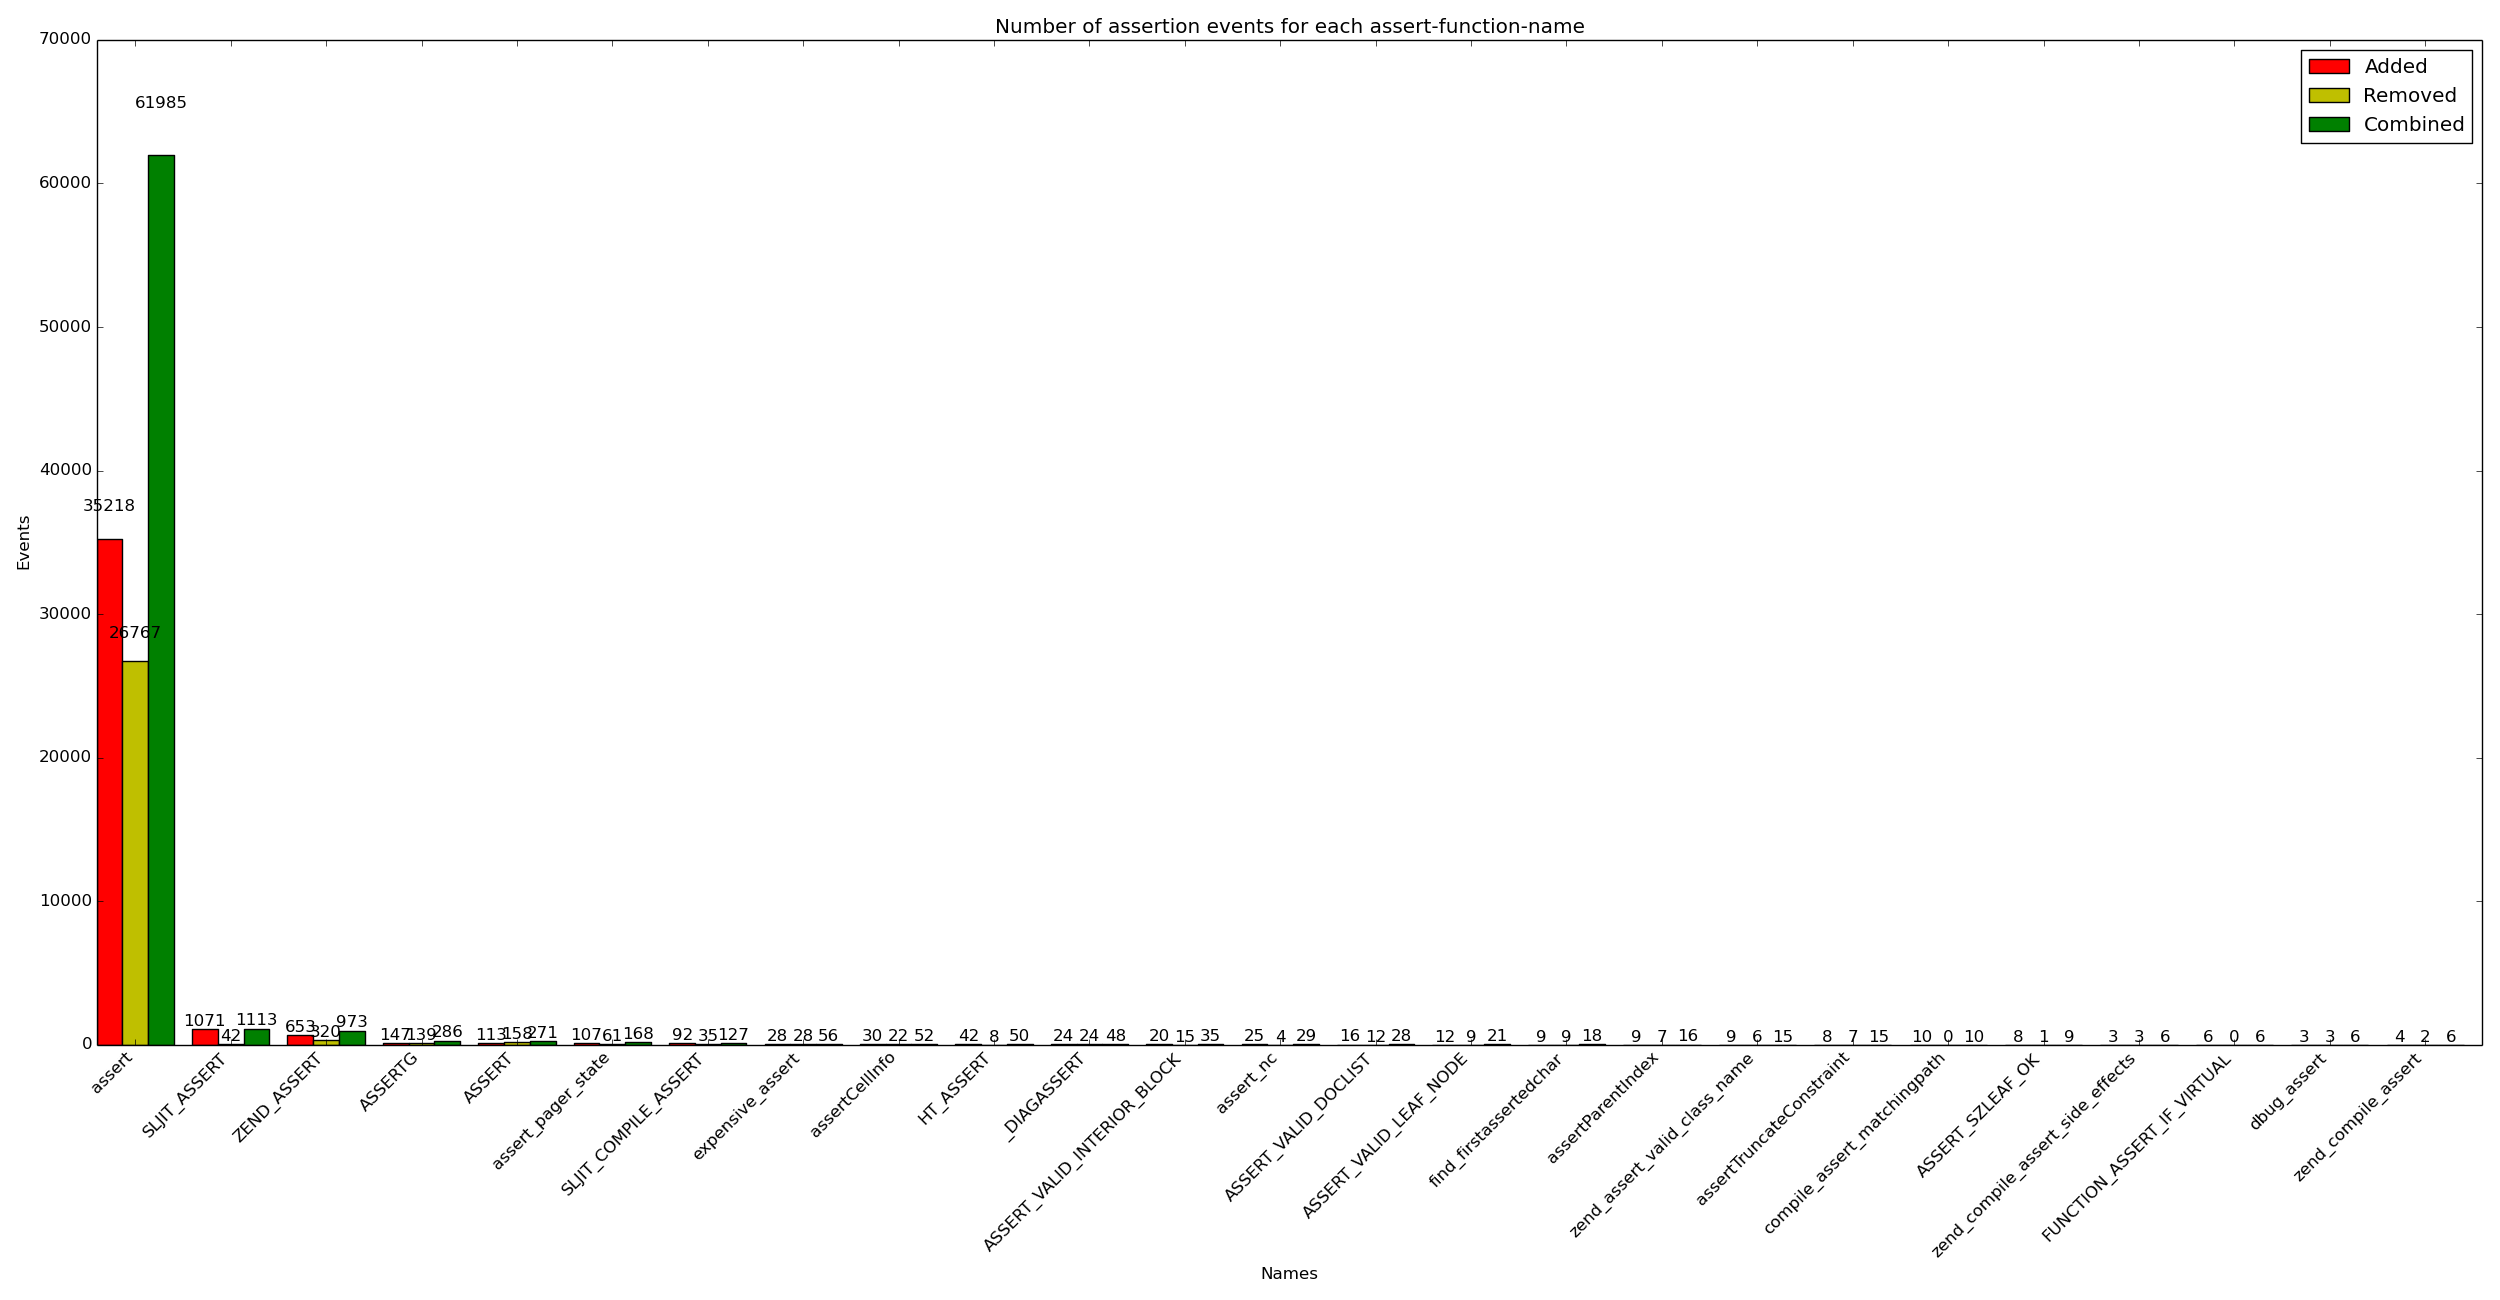 Number of assertion events for each assert-function-name
70000
60000
50000
40000
30000
20000
10000
0
Events
Added
Removed
Combined
35218 26767 61985
1071 42 1113
653 320 973
147 139 286
113 158 271
107 61 168
92 35 127
28 28 56
30 22 52
42 8 50
24 24 48
20 15 35
25 4 29
16 12 28
12 9 21
9 9 18
9 7 16
9 6 15
8 7 15
10 0 10
8 1 9
3 3 6
6 0 6
3 3 6
4 2 6
assert
SLJIT_ASSERT
ZEND_ASSERT
ASSERTG
ASSERT
assert_pager_state
SLJIT_COMPILE_ASSERT
expensive_assert
assertCellInfo
HT_ASSERT
_DIAGASSERT
ASSERT_VALID_INTERIOR_BLOCK
assert_nc
ASSERT_VALID_DOCLIST
ASSERT_VALID_LEAF_NODE
find_firstassertedchar
assertParentIndex
zend_assert_valid_class_name
assertTruncateConstraint
compile_assert_matchingpath
ASSERT_SZLEAF_OK
zend_compile_assert_side_effects
FUNCTION_ASSERT_IF_VIRTUAL
dbug_assert
zend_compile_assert
Names